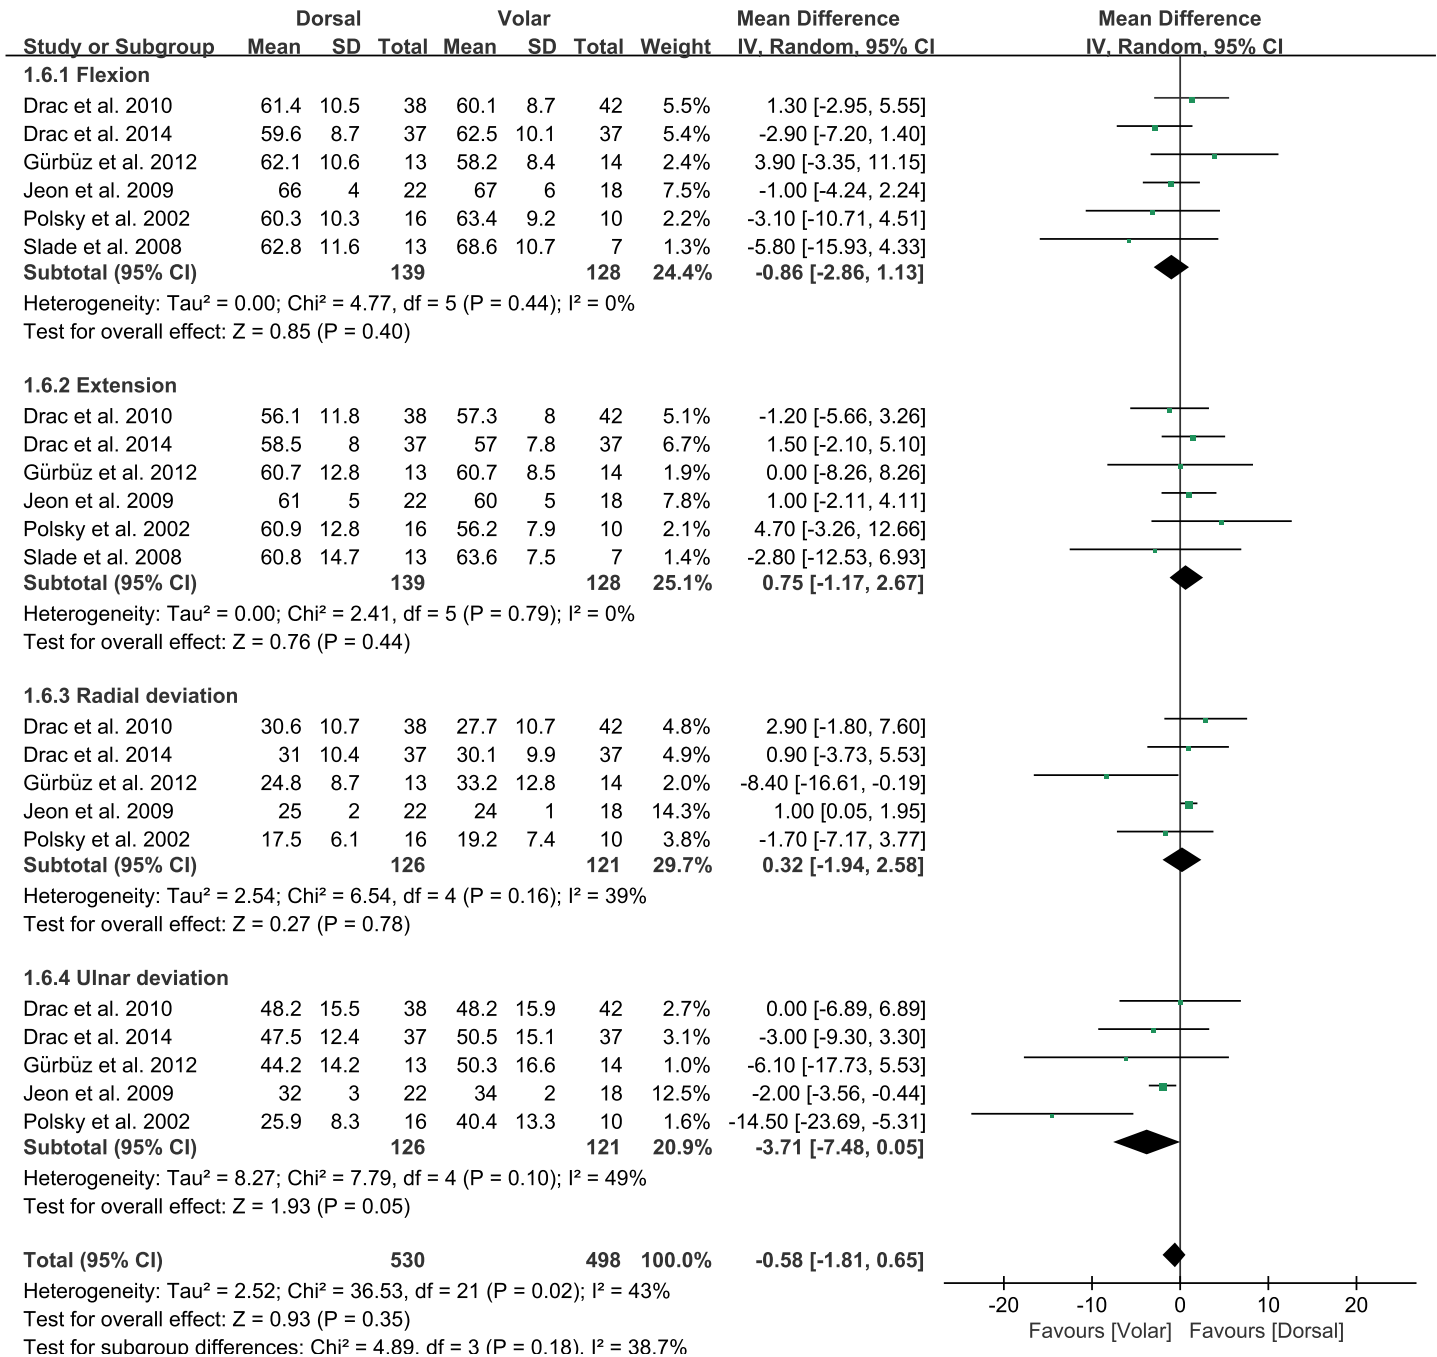 Dorsal Volar Mean Difference Mean Difference
Study or Subgroup Mean SD Total Mean SD Total Weight IV, Random, 95% CI IV, Random, 95% CI
1.6.1 Flexion
Drac et al. 2010 61.4 10.5 38 60.1 8.7 42 5.5% 1.30 [-2.95, 5.55]
Drac et al. 2014 59.6 8.7 37 62.5 10.1 37 5.4% -2.90 [-7.20, 1.40]
Gürbüz et al. 2012 62.1 10.6 13 58.2 8.4 14 2.4% 3.90 [-3.35, 11.15]
Jeon et al. 2009 66 4 22 67 6 18 7.5% -1.00 [-4.24, 2.24]
Polsky et al. 2002 60.3 10.3 16 63.4 9.2 10 2.2% -3.10 [-10.71, 4.51]
Slade et al. 2008 62.8 11.6 13 68.6 10.7 7 1.3% -5.80 [-15.93, 4.33]
Subtotal (95% CI) 139 128 24.4% -0.86 [-2.86, 1.13]
Heterogeneity: Tau² = 0.00; Chi² = 4.77, df = 5 (P = 0.44); I² = 0%
Test for overall effect: Z = 0.85 (P = 0.40)
1.6.2 Extension
Drac et al. 2010 56.1 11.8 38 57.3 8 42 5.1% -1.20 [-5.66, 3.26]
Drac et al. 2014 58.5 8 37 57 7.8 37 6.7% 1.50 [-2.10, 5.10]
Gürbüz et al. 2012 60.7 12.8 13 60.7 8.5 14 1.9% 0.00 [-8.26, 8.26]
Jeon et al. 2009 61 5 22 60 5 18 7.8% 1.00 [-2.11, 4.11]
Polsky et al. 2002 60.9 12.8 16 56.2 7.9 10 2.1% 4.70 [-3.26, 12.66]
Slade et al. 2008 60.8 14.7 13 63.6 7.5 7 1.4% -2.80 [-12.53, 6.93]
Subtotal (95% CI) 139 128 25.1% 0.75 [-1.17, 2.67]
Heterogeneity: Tau² = 0.00; Chi² = 2.41, df = 5 (P = 0.79); I² = 0%
Test for overall effect: Z = 0.76 (P = 0.44)
1.6.3 Radial deviation
Drac et al. 2010 30.6 10.7 38 27.7 10.7 42 4.8% 2.90 [-1.80, 7.60]
Drac et al. 2014 31 10.4 37 30.1 9.9 37 4.9% 0.90 [-3.73, 5.53]
Gürbüz et al. 2012 24.8 8.7 13 33.2 12.8 14 2.0% -8.40 [-16.61, -0.19]
Jeon et al. 2009 25 2 22 24 1 18 14.3% 1.00 [0.05, 1.95]
Polsky et al. 2002 17.5 6.1 16 19.2 7.4 10 3.8% -1.70 [-7.17, 3.77]
Subtotal (95% CI) 126 121 29.7% 0.32 [-1.94, 2.58]
Heterogeneity: Tau² = 2.54; Chi² = 6.54, df = 4 (P = 0.16); I² = 39%
Test for overall effect: Z = 0.27 (P = 0.78)
1.6.4 Ulnar deviation
Drac et al. 2010 48.2 15.5 38 48.2 15.9 42 2.7% 0.00 [-6.89, 6.89]
Drac et al. 2014 47.5 12.4 37 50.5 15.1 37 3.1% -3.00 [-9.30, 3.30]
Gürbüz et al. 2012 44.2 14.2 13 50.3 16.6 14 1.0% -6.10 [-17.73, 5.53]
Jeon et al. 2009 32 3 22 34 2 18 12.5% -2.00 [-3.56, -0.44]
Polsky et al. 2002 25.9 8.3 16 40.4 13.3 10 1.6% -14.50 [-23.69, -5.31]
Subtotal (95% CI) 126 121 20.9% -3.71 [-7.48, 0.05]
Heterogeneity: Tau² = 8.27; Chi² = 7.79, df = 4 (P = 0.10); I² = 49%
Test for overall effect: Z = 1.93 (P = 0.05)
Total (95% CI) 530 498 100.0% -0.58 [-1.81, 0.65]
Heterogeneity: Tau² = 2.52; Chi² = 36.53, df = 21 (P = 0.02); I² = 43%
Test for overall effect: Z = 0.93 (P = 0.35)
Test for subgroup differences: Chi² = 4.89, df = 3 (P = 0.18), I² = 38.7%
-20 -10 0 10 20
Favours [Volar] Favours [Dorsal]